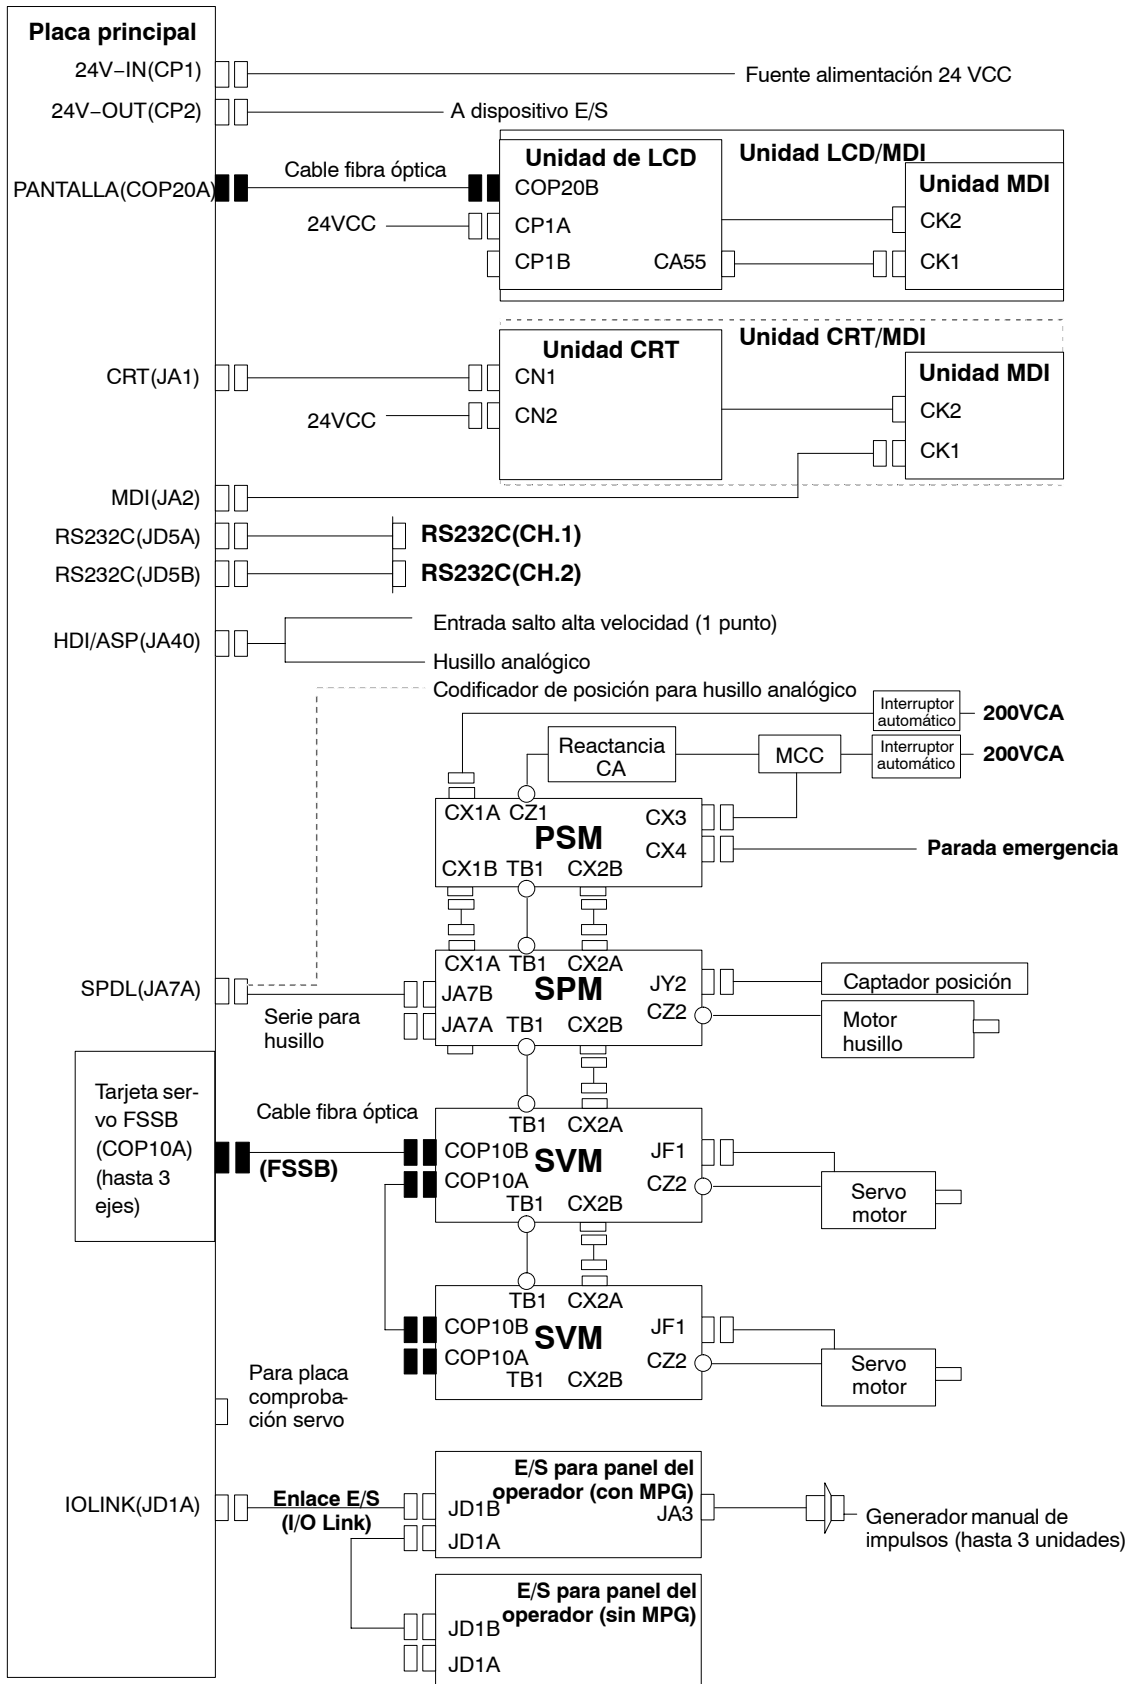 Placa principal
24V–IN(CP1)
Fuente alimentación 24 VCC
24V–OUT(CP2)
A dispositivo E/S
Unidad de LCD
Unidad LCD/MDI
Cable fibra óptica
Unidad MDI
PANTALLA(COP20A)
COP20B
24VCC
CP1A
CK2
CP1B
CA55
CK1
Unidad CRT/MDI
Unidad CRT
Unidad MDI
CRT(JA1)
CN1
CK2
24VCC
CN2
CK1
MDI(JA2)
RS232C(JD5A)
RS232C(CH.1)
RS232C(JD5B)
RS232C(CH.2)
HDI/ASP(JA40)
Entrada salto alta velocidad (1 punto)
Husillo analógico
Codificador de posición para husillo analógico
Interruptor
automático
200VCA
Reactancia
CA
MCC
Interruptor
automático
200VCA
CX1A CZ1
CX3
PSM
CX4
Parada emergencia
CX1B TB1 CX2B
CX1A TB1 CX2A
SPDL(JA7A)
JA7B
SPM
JY2
Captador posición
Serie para
husillo
JA7A TB1 CX2B
CZ2
Motor
husillo
Tarjeta ser-
vo FSSB
(COP10A)
(hasta 3
ejes)
Cable fibra óptica
(FSSB)
TB1 CX2A
COP10B
SVM
JF1
COP10A
CZ2
TB1 CX2B
Servo
motor
TB1 CX2A
COP10B
SVM
JF1
COP10A
CZ2
TB1 CX2B
Servo
motor
Para placa
comproba-
ción servo
E/S para panel del
operador (con MPG)
IOLINK(JD1A)
Enlace E/S
(I/O Link)
JD1B
JA3
JD1A
Generador manual de
impulsos (hasta 3 unidades)
E/S para panel del
operador (sin MPG)
JD1B
JD1A